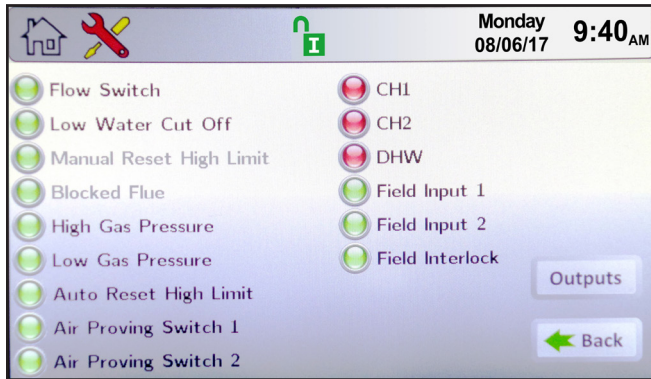 Monday
08/06/17
9:40 AM
I
Flow Switch
Low Water Cut Off
Manual Reset High Limit
Blocked Flue
High Gas Pressure
Low Gas Pressure
Auto Reset High Limit
Air Proving Switch 1
Air Proving Switch 2
CH1
CH2
DHW
Field Input 1
Field Input 2
Field Interlock
Outputs
Back